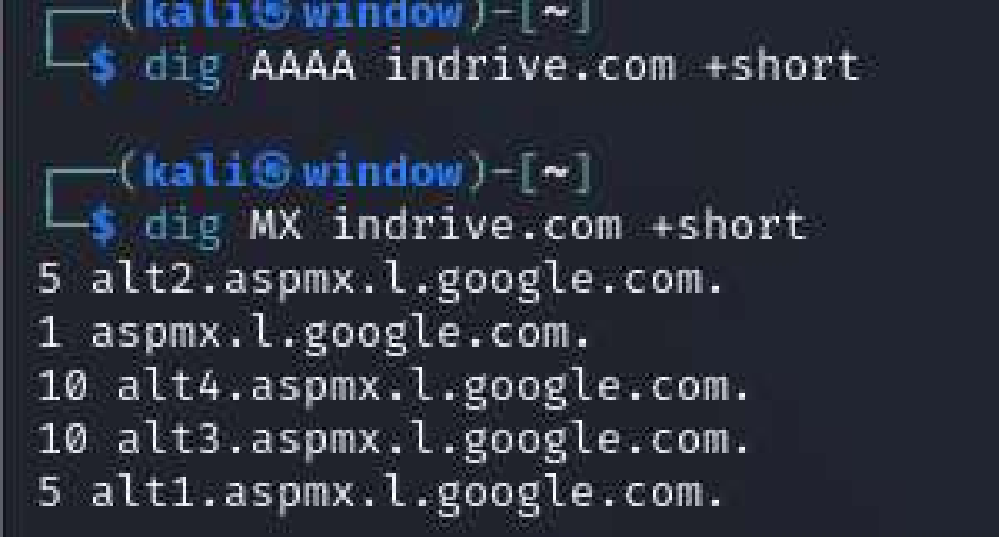 ┌──(kali㉿window)-[~]
└─$ dig AAAA indrive.com +short
┌──(kali㉿window)-[~]
└─$ dig MX indrive.com +short
5 alt2.aspmx.l.google.com.
1 aspmx.l.google.com.
10 alt4.aspmx.l.google.com.
10 alt3.aspmx.l.google.com.
5 alt1.aspmx.l.google.com.